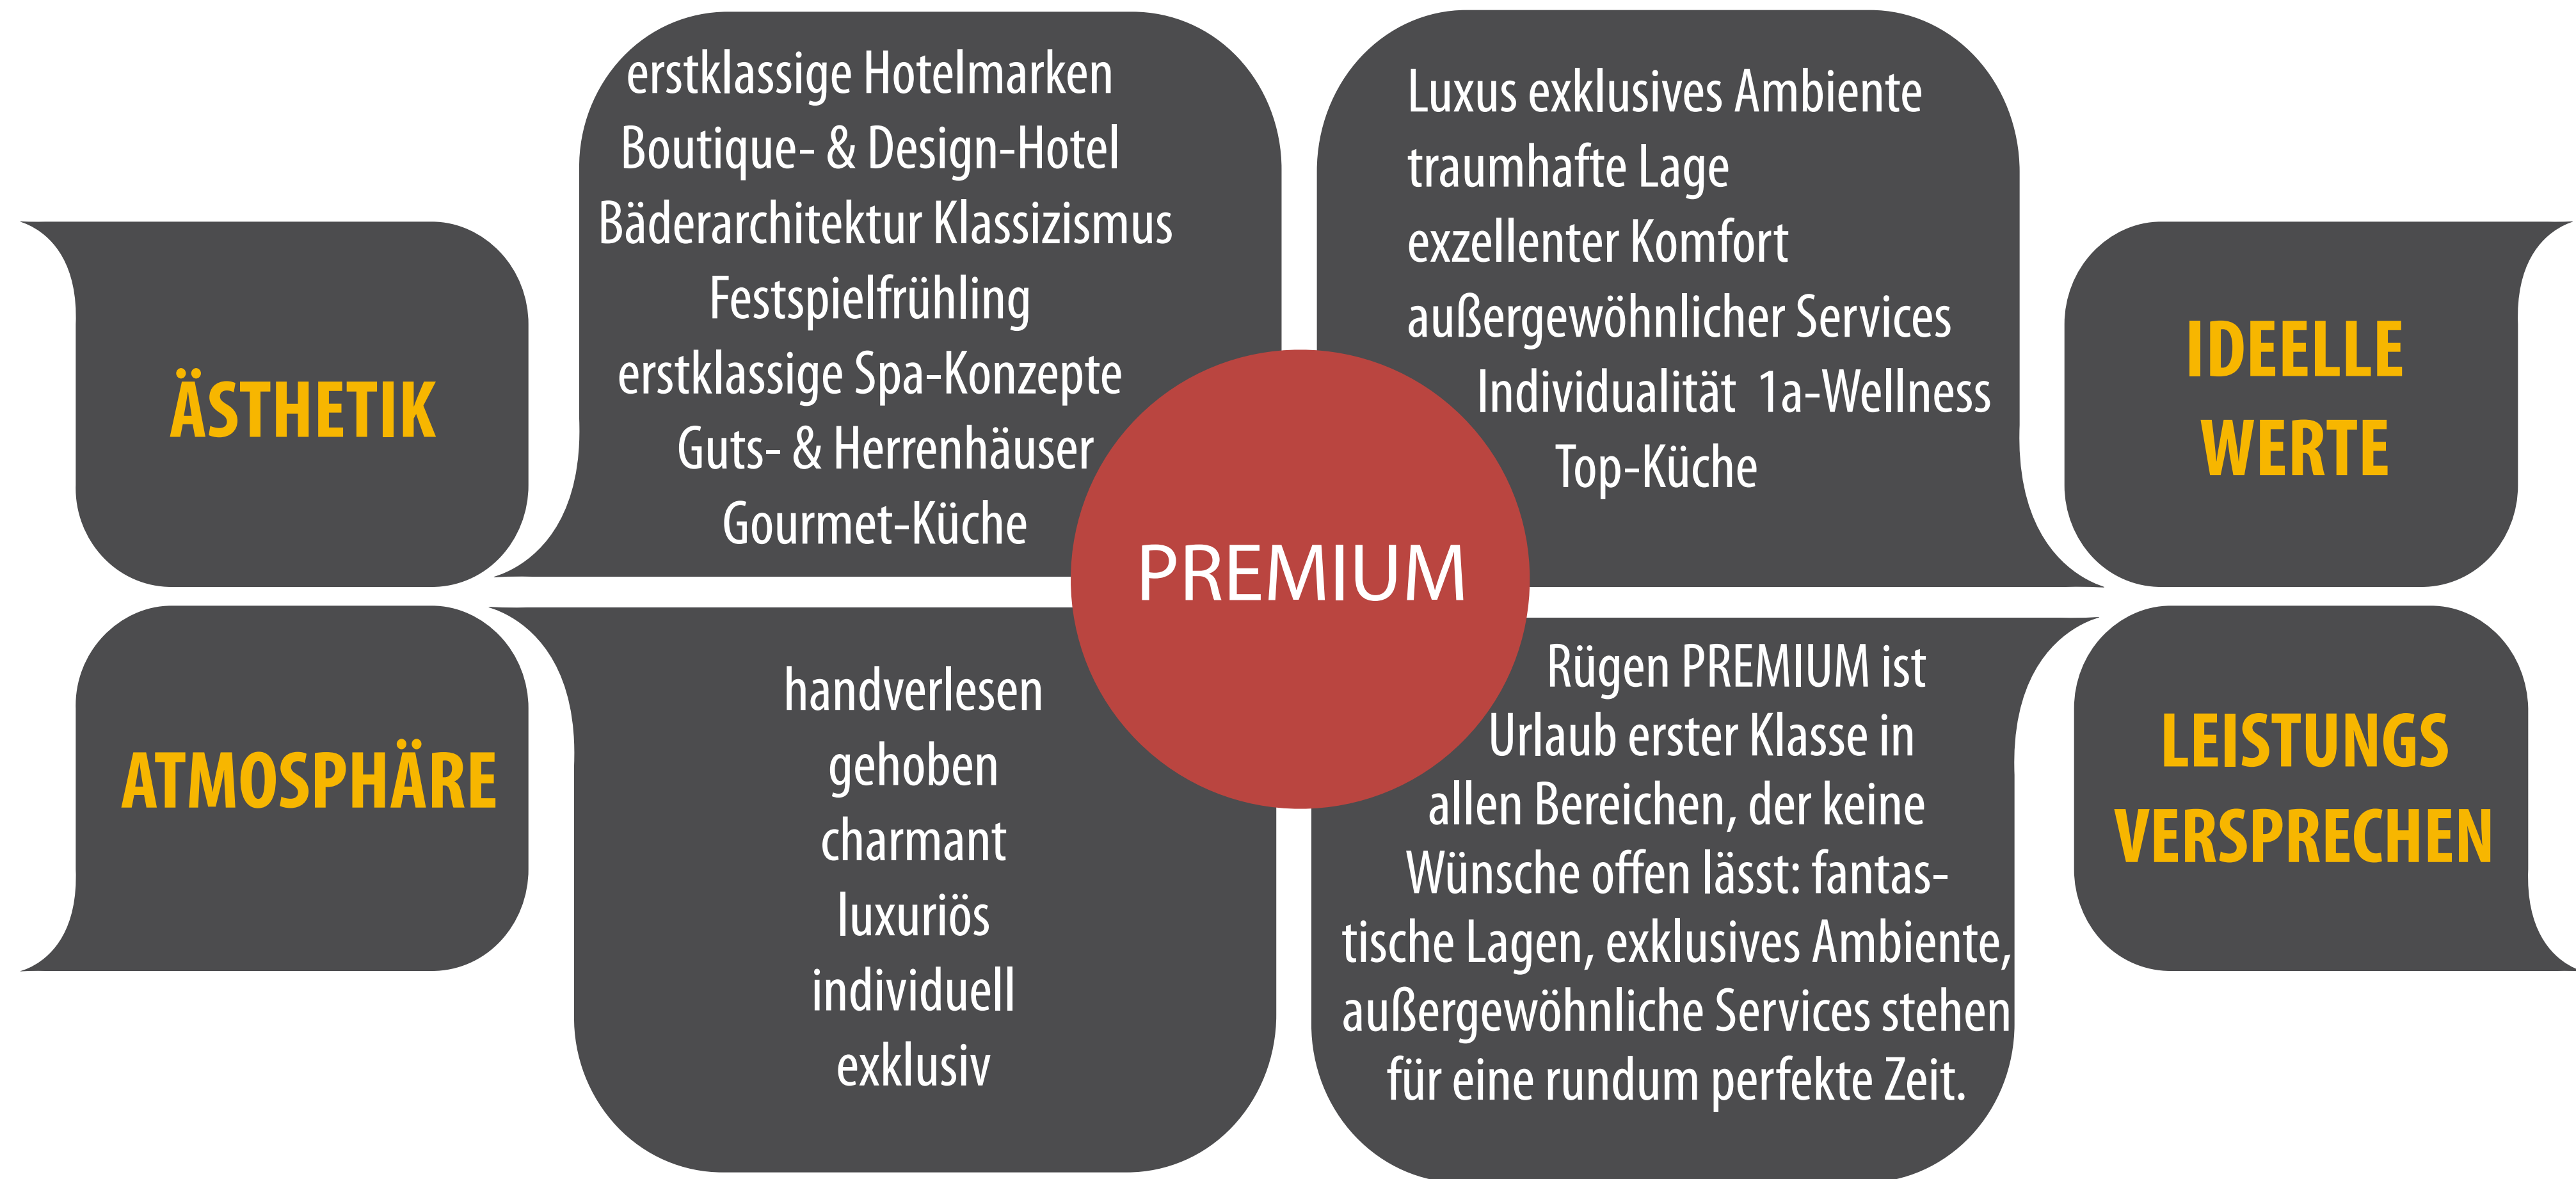 ÄSTHETIK
erstklassige Hotelmarken
Boutique- & Design-Hotel
Bäderarchitektur Klassizismus
Festspielfrühling
erstklassige Spa-Konzepte
Guts- & Herrenhäuser
Gourmet-Küche
Luxus exklusives Ambiente
traumhafte Lage
exzellenter Komfort
außergewöhnlicher Services
Individualität 1a-Wellness
Top-Küche
IDEELLE
WERTE
PREMIUM
ATMOSPHÄRE
handverlesen
gehoben
charmant
luxuriös
individuell
exklusiv
Rügen PREMIUM ist
Urlaub erster Klasse in
allen Bereichen, der keine
Wünsche offen lässt: fantas-
tische Lagen, exklusives Ambiente,
außergewöhnliche Services stehen
für eine rundum perfekte Zeit.
LEISTUNGS
VERSPRECHEN